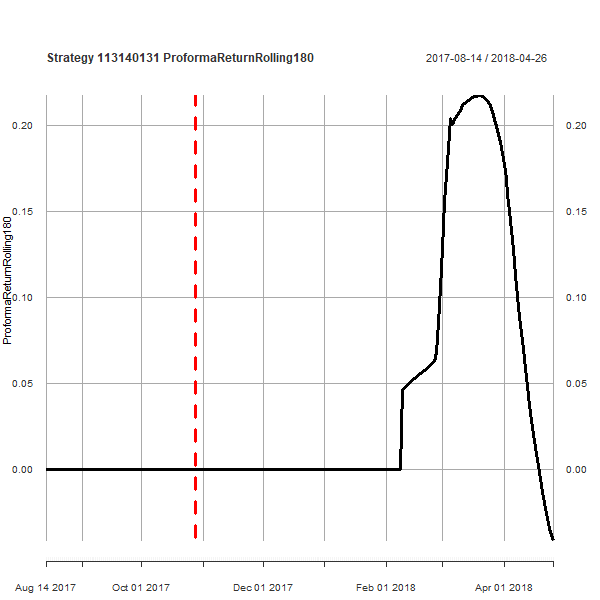 Strategy 113140131 ProformaReturnRolling180
2017-08-14 / 2018-04-26
ProformaReturnRolling180
0.20
0.15
0.10
0.05
0.00
0.20
0.15
0.10
0.05
0.00
Aug 14 2017
Oct 01 2017
Dec 01 2017
Feb 01 2018
Apr 01 2018